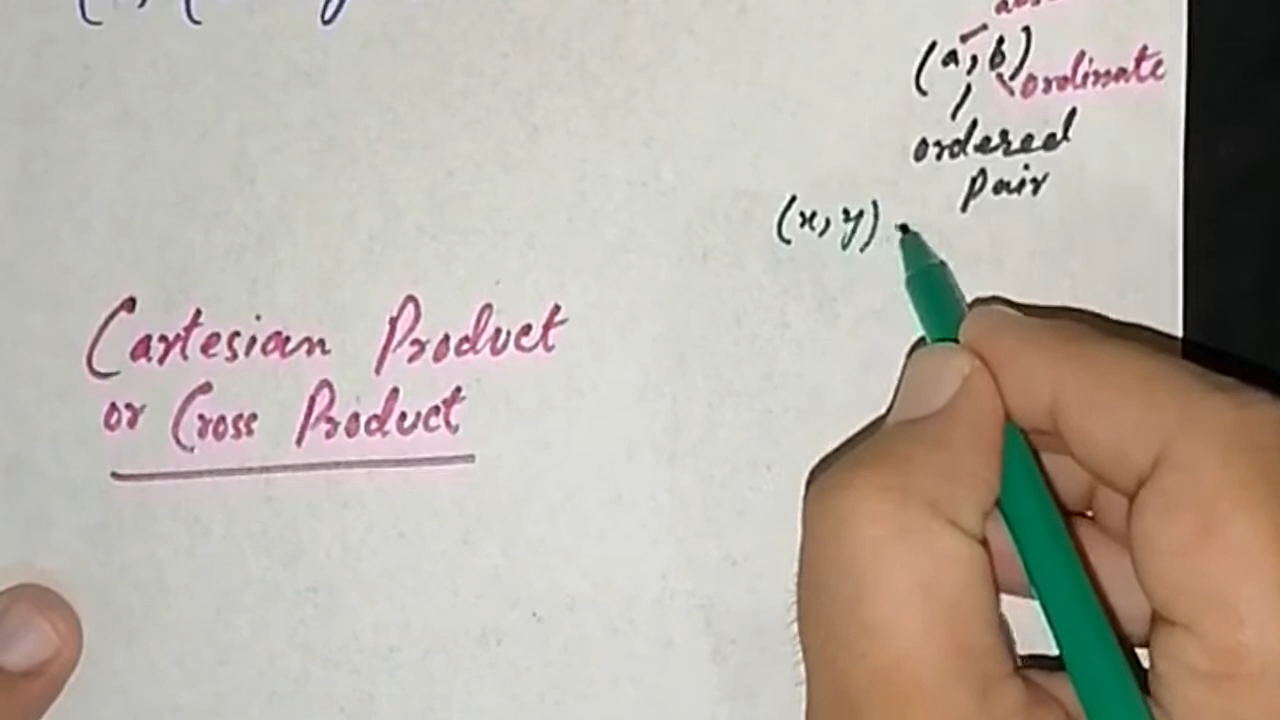 (a, b)
ordinate
ordered
pair
(x, y)
Cartesian Product
or Cross Product